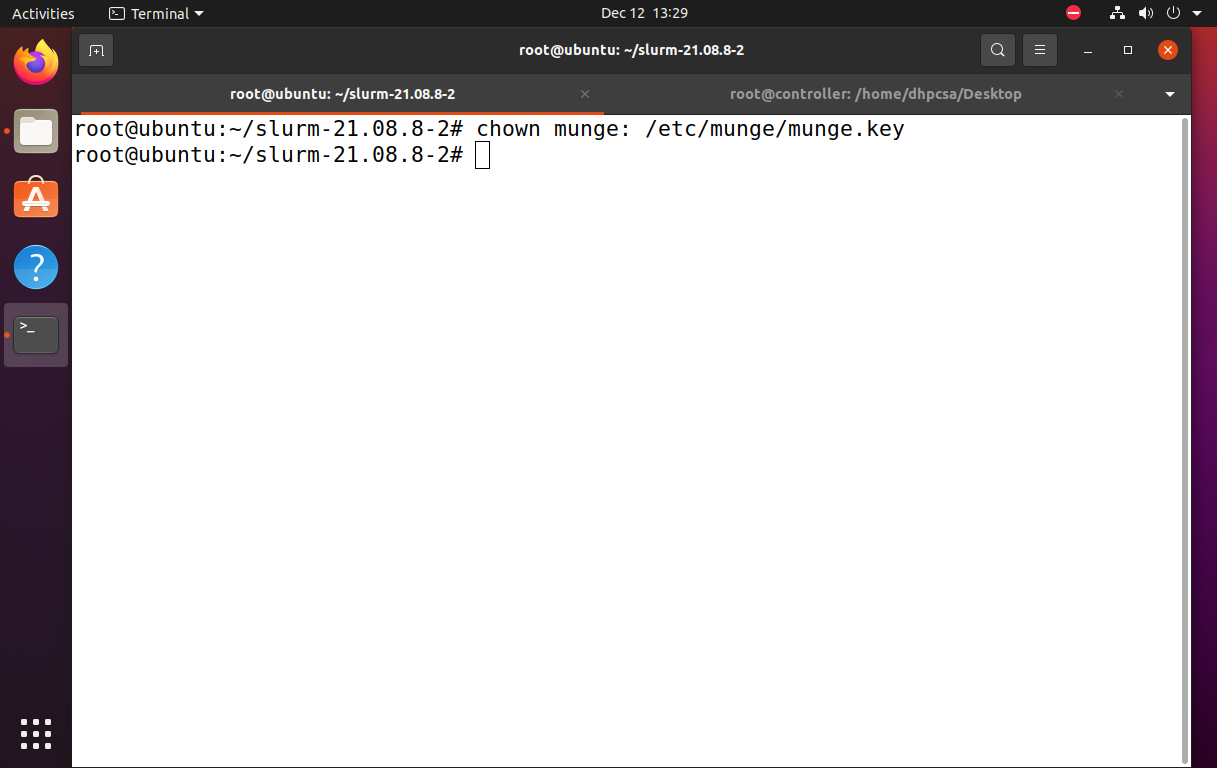 Activities
Terminal
Dec 12 13:29
root@ubuntu: ~/slurm-21.08.8-2
root@ubuntu: ~/slurm-21.08.8-2
root@controller: /home/dhpcsa/Desktop
root@ubuntu:~/slurm-21.08.8-2# chown munge: /etc/munge/munge.key
root@ubuntu:~/slurm-21.08.8-2#